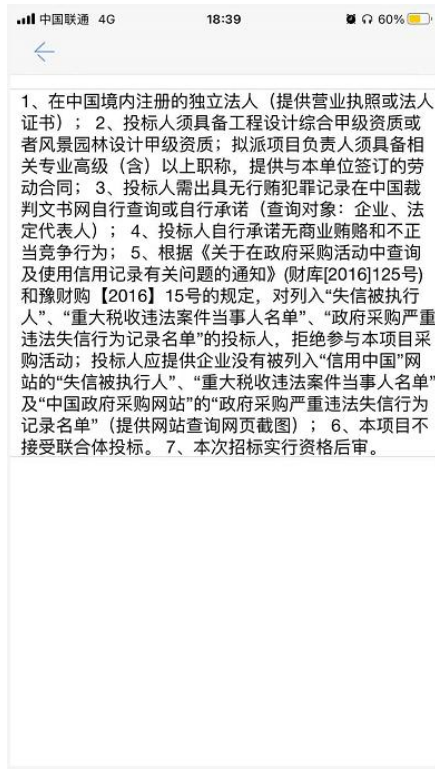 中国联通 4G 18:39 60%
1、在中国境内注册的独立法人（提供营业执照或法人
证书）； 2、投标人须具备工程设计综合甲级资质或
者风景园林设计甲级资质；拟派项目负责人须具备相
关专业高级（含）以上职称，提供与本单位签订的劳
动合同； 3、投标人需出具无行贿犯罪记录在中国裁
判文书网自行查询或自行承诺（查询对象：企业、法
定代表人）； 4、投标人自行承诺无商业贿赂和不正
当竞争行为； 5、根据《关于在政府采购活动中查询
及使用信用记录有关问题的通知》(财库[2016]125号)
和豫财购【2016】15号的规定，对列入“失信被执行
人”、“重大税收违法案件当事人名单”、“政府采购严重
违法失信行为记录名单”的投标人，拒绝参与本项目采
购活动；投标人应提供企业没有被列入“信用中国”网
站的“失信被执行人”、“重大税收违法案件当事人名单”
及“中国政府采购网站”的“政府采购严重违法失信行为
记录名单”（提供网站查询网页截图）； 6、本项目不
接受联合体投标。 7、本次招标实行资格后审。